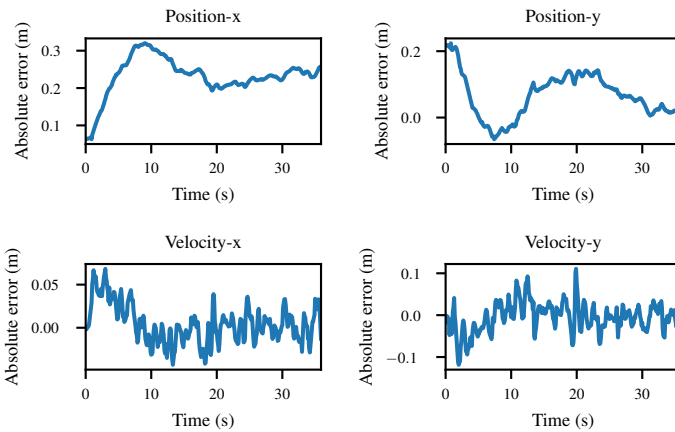 Position-x
Absolute error (m)
0.3
0.2
0.1
0
10
20
30
Time (s)
Position-y
Absolute error (m)
0.2
0.0
0
10
20
30
Time (s)
Velocity-x
Absolute error (m)
0.05
0.00
0
10
20
30
Time (s)
Velocity-y
Absolute error (m)
0.1
0.0
−0.1
0
10
20
30
Time (s)